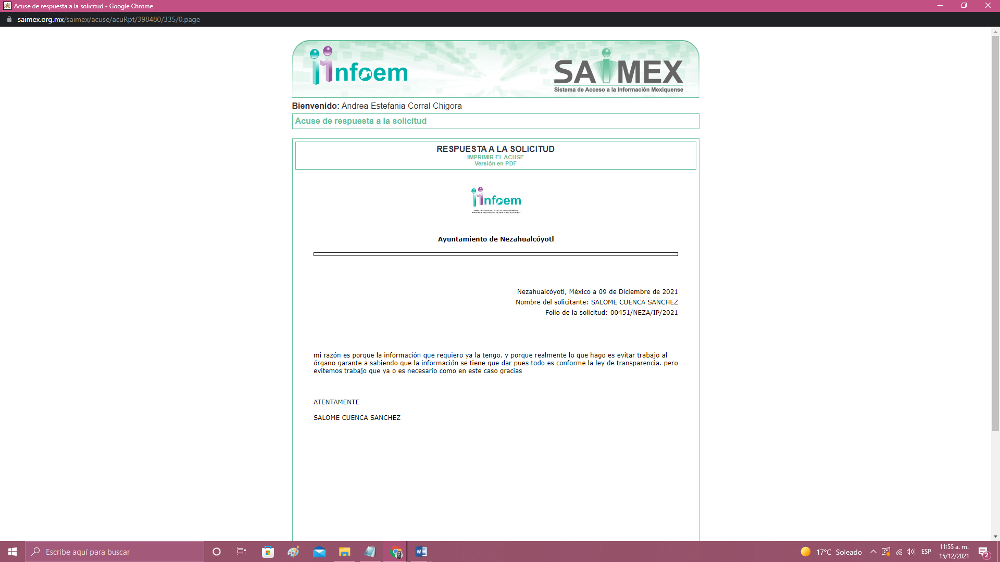 Acuse de respuesta a la solicitud - Google Chrome
saimex.org.mx/saimex/acuse/acuRpt/398480/335/0.page
infoem
SAiMEX
Sistema de Acceso a la Información Mexiquense
Bienvenido: Andrea Estefania Corral Chigora
Acuse de respuesta a la solicitud
RESPUESTA A LA SOLICITUD
IMPRIMIR EL ACUSE
Versión en PDF
infoem
Ayuntamiento de Nezahualcóyotl
Nezahualcóyotl, México a 09 de Diciembre de 2021
Nombre del solicitante: SALOME CUENCA SANCHEZ
Folio de la solicitud: 00451/NEZA/IP/2021
mi razón es porque la información que requiero ya la tengo. y porque realmente lo que hago es evitar trabajo al
órgano garante a sabiendo que la información se tiene que dar pues todo es conforme la ley de transparencia. pero
evitemos trabajo que ya o es necesario como en este caso gracias
ATENTAMENTE
SALOME CUENCA SANCHEZ
Escribe aquí para buscar
17°C Soleado
ESP
11:55 a. m.
15/12/2021
2